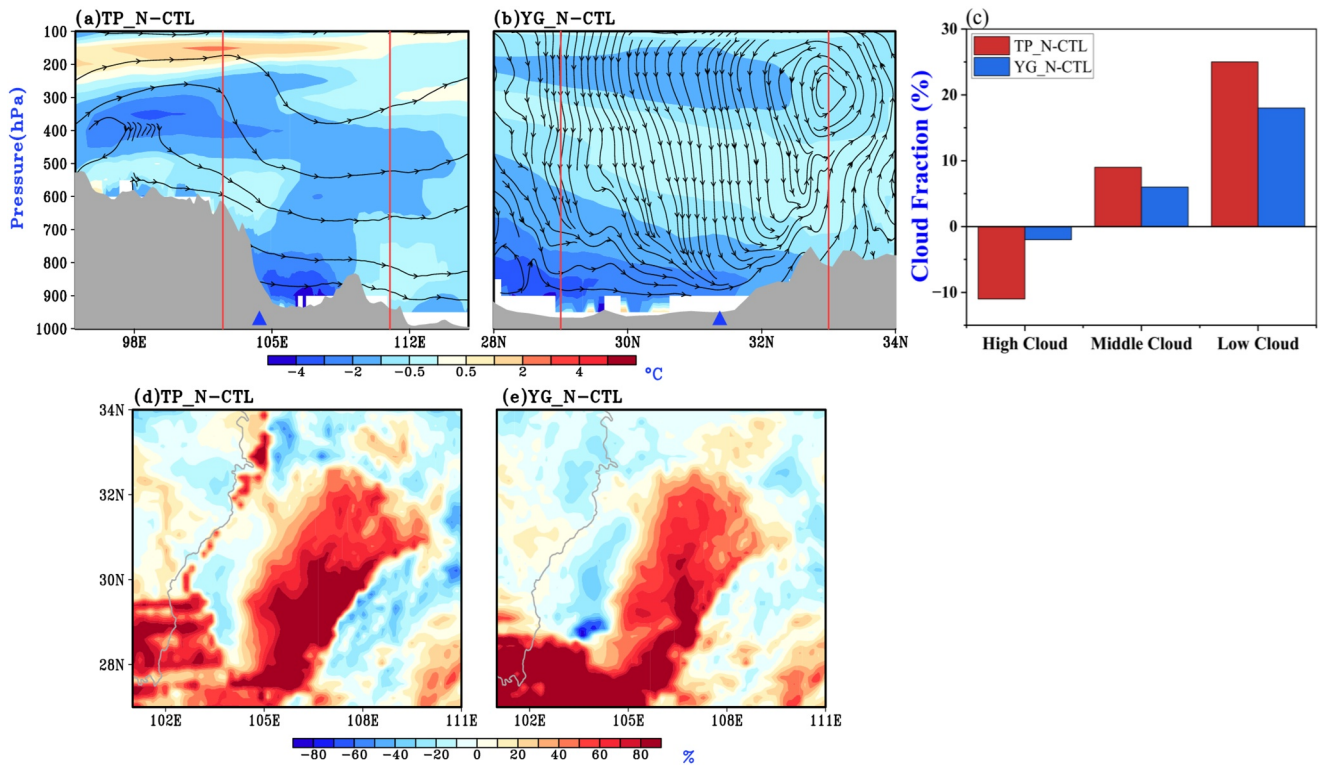 (a)TP_N-CTL
(b)YG_N-CTL
(c)
Pressure(hPa)
100
200
300
400
500
600
700
800
900
1000
98E
105E
112E
28N
30N
32N
34N
-4
-2
-0.5
0.5
2
4
°C
Cloud Fraction (%)
30
20
10
0
-10
TP_N-CTL
YG_N-CTL
High Cloud
Middle Cloud
Low Cloud
(d)TP_N-CTL
(e)YG_N-CTL
34N
32N
30N
28N
102E
105E
108E
111E
102E
105E
108E
111E
-80
-60
-40
-20
0
20
40
60
80
%